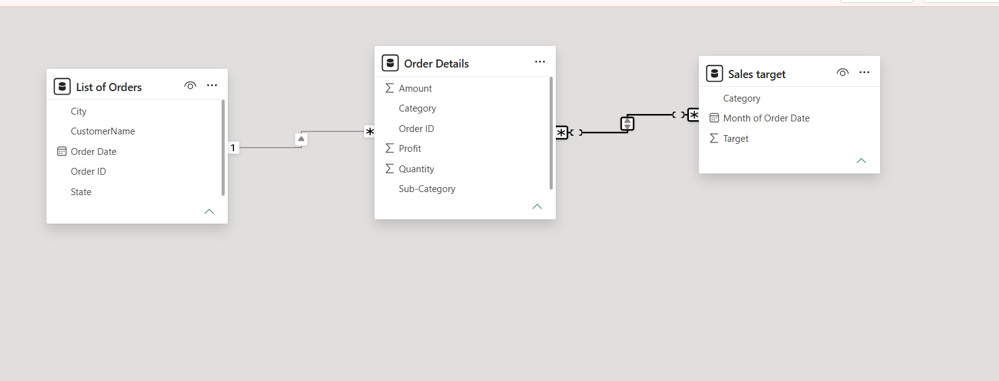 List of Orders
City
CustomerName
Order Date
Order ID
State
1
*
Order Details
Amount
Category
Order ID
Profit
Quantity
Sub-Category
*
*
Sales target
Category
Month of Order Date
Target